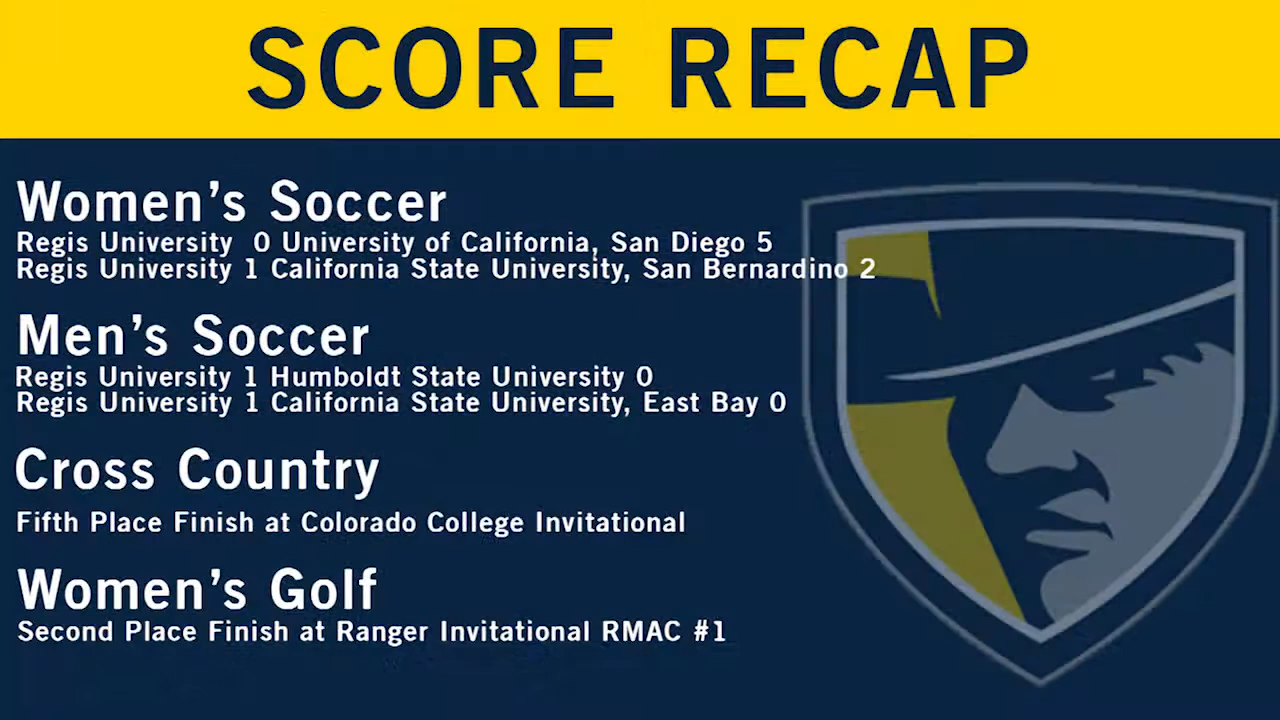 SCORE RECAP
Women's Soccer
Regis University  0 University of California, San Diego 5
Regis University 1 California State University, San Bernardino 2
Men's Soccer
Regis University 1 Humboldt State University 0
Regis University 1 California State University, East Bay 0
Cross Country
Fifth Place Finish at Colorado College Invitational
Women's Golf
Second Place Finish at Ranger Invitational RMAC #1